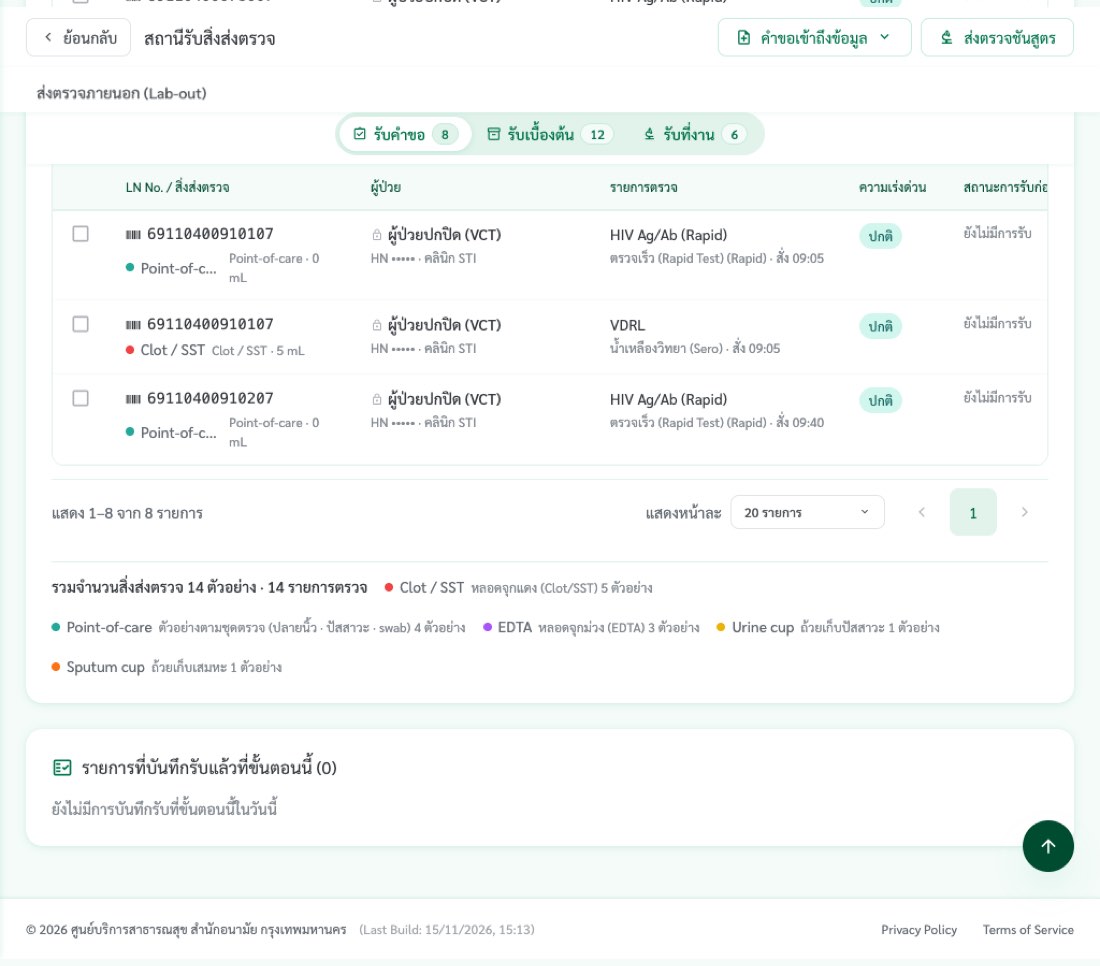 ย้อนกลับ สถานีรับสิ่งส่งตรวจ คำขอเข้าถึงข้อมูล ส่งตรวจชันสูตร
ส่งตรวจภายนอก (Lab-out)
รับคำขอ 8 รับเบื้องต้น 12 รับที่งาน 6
LN No. / สิ่งส่งตรวจ ผู้ป่วย รายการตรวจ ความเร่งด่วน สถานะการรับก่อ
69110400910107 ผู้ป่วยปกปิด (VCT) HIV Ag/Ab (Rapid) ปกติ ยังไม่มีการรับ
Point-of-c... Point-of-care · 0 mL HN ••••• · คลินิก STI ตรวจเร็ว (Rapid Test) (Rapid) · สั่ง 09:05
69110400910107 ผู้ป่วยปกปิด (VCT) VDRL ปกติ ยังไม่มีการรับ
Clot / SST Clot / SST · 5 mL HN ••••• · คลินิก STI น้ำเหลืองวิทยา (Sero) · สั่ง 09:05
69110400910207 ผู้ป่วยปกปิด (VCT) HIV Ag/Ab (Rapid) ปกติ ยังไม่มีการรับ
Point-of-c... Point-of-care · 0 mL HN ••••• · คลินิก STI ตรวจเร็ว (Rapid Test) (Rapid) · สั่ง 09:40
แสดง 1–8 จาก 8 รายการ แสดงหน้าละ 20 รายการ 1
รวมจำนวนสิ่งส่งตรวจ 14 ตัวอย่าง · 14 รายการตรวจ Clot / SST หลอดจุกแดง (Clot/SST) 5 ตัวอย่าง
Point-of-care ตัวอย่างตามชุดตรวจ (ปลายนิ้ว · ปัสสาวะ · swab) 4 ตัวอย่าง EDTA หลอดจุกม่วง (EDTA) 3 ตัวอย่าง Urine cup ถ้วยเก็บปัสสาวะ 1 ตัวอย่าง
Sputum cup ถ้วยเก็บเสมหะ 1 ตัวอย่าง
รายการที่บันทึกรับแล้วที่ขั้นตอนนี้ (0)
ยังไม่มีการบันทึกรับที่ขั้นตอนนี้ในวันนี้
© 2026 ศูนย์บริการสาธารณสุข สำนักอนามัย กรุงเทพมหานคร (Last Build: 15/11/2026, 15:13) Privacy Policy Terms of Service